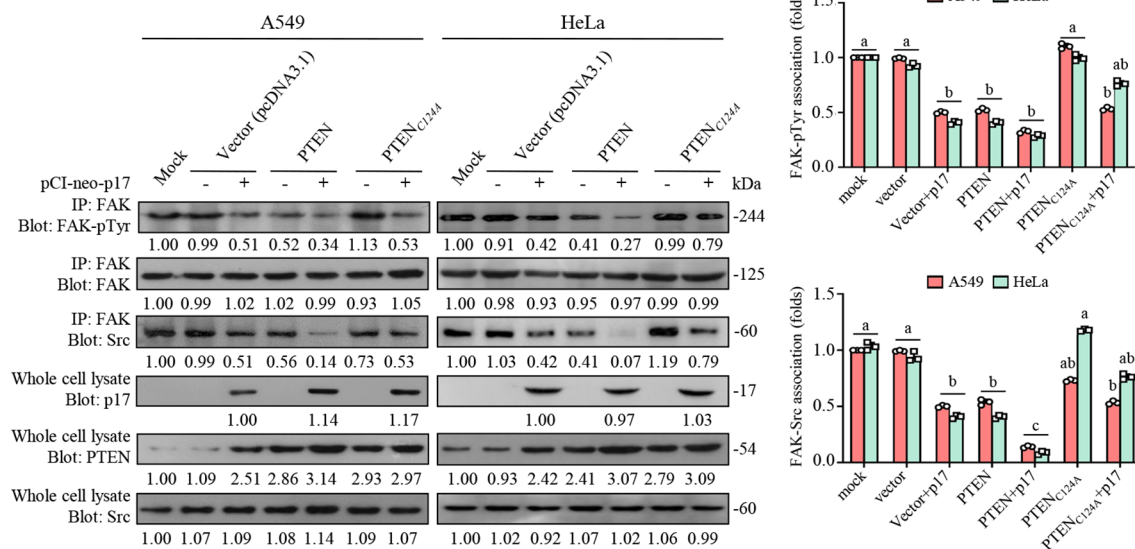 A549 HeLa
Mock Vector (pcDNA3.1) PTEN PTENC124A Mock Vector (pcDNA3.1) PTEN PTENC124A
pCI-neo-p17 - + - + - + - + - + - + kDa
IP: FAK
Blot: FAK-pTyr -244
1.00 0.99 0.51 0.52 0.34 1.13 0.53 1.00 0.91 0.42 0.41 0.27 0.99 0.79
IP: FAK
Blot: FAK -125
1.00 0.99 1.02 1.02 0.99 0.93 1.05 1.00 0.98 0.93 0.95 0.97 0.99 0.99
IP: FAK
Blot: Src -60
1.00 0.99 0.51 0.56 0.14 0.73 0.53 1.00 1.03 0.42 0.41 0.07 1.19 0.79
Whole cell lysate
Blot: p17 -17
1.00 1.14 1.17 1.00 0.97 1.03
Whole cell lysate
Blot: PTEN -54
1.00 1.09 2.51 2.86 3.14 2.93 2.97 1.00 0.93 2.42 2.41 3.07 2.79 3.09
Whole cell lysate
Blot: Src -60
1.00 1.07 1.09 1.08 1.14 1.09 1.07 1.00 1.02 0.92 1.07 1.02 1.06 0.99
FAK-pTyr association (folds)
1.5
1.0
0.5
0.0
a a b b b a b ab
mock vector Vector+p17 PTEN PTEN+p17 PTENC124A PTENC124A+p17
A549 HeLa
FAK-Src association (folds)
1.5
1.0
0.5
0.0
a a b b c ab a b ab
mock vector Vector+p17 PTEN PTEN+p17 PTENC124A PTENC124A+p17